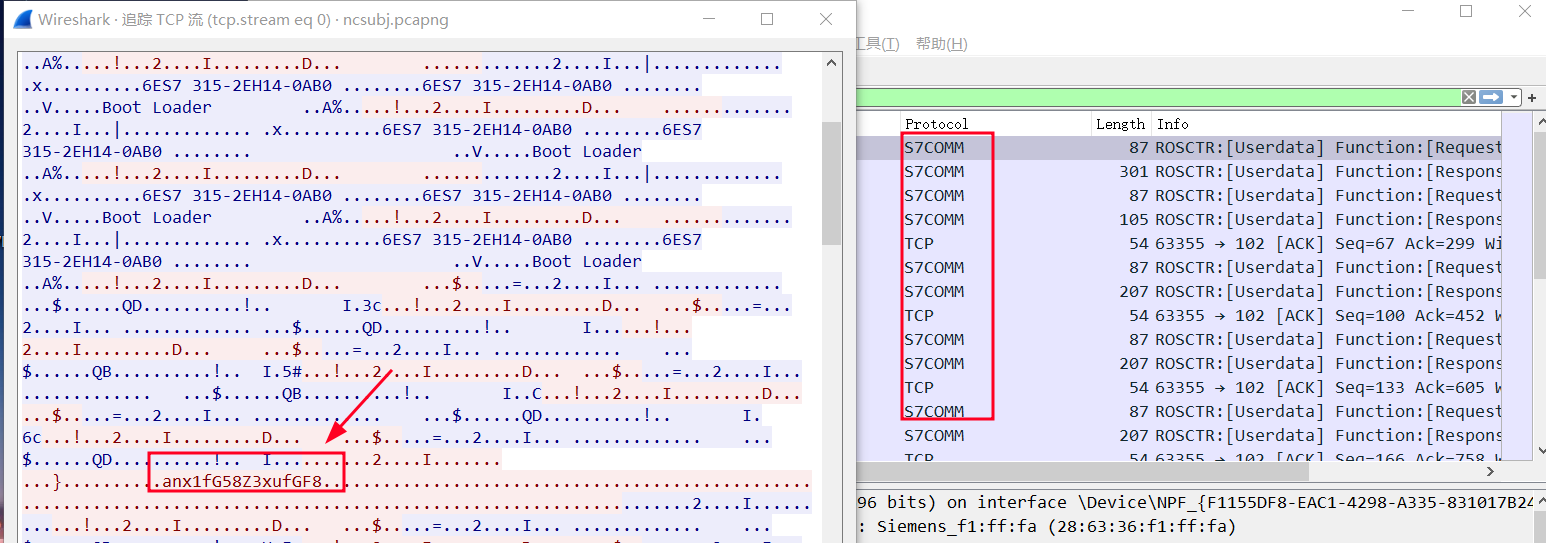 Wireshark · 追踪 TCP 流 (tcp.stream eq 0) · ncsubj.pcapng
..A%.....!...2....I.........D... ........ ......2....I...|.............
.x..........6ES7 315-2EH14-0AB0 ........6ES7 315-2EH14-0AB0 ........
..V.....Boot Loader ..A%.....!...2....I.........D... ......
2....I...|............. .x..........6ES7 315-2EH14-0AB0 ........6ES7
315-2EH14-0AB0 ........ ..V.....Boot Loader
..A%.....!...2....I.........D... .............2....I...|.............
.x..........6ES7 315-2EH14-0AB0 ........6ES7 315-2EH14-0AB0 ........
..V.....Boot Loader ..A%.....!...2....I.........D... .............
2....I...|............. .x..........6ES7 315-2EH14-0AB0 ........6ES7
315-2EH14-0AB0 ........ ..V.....Boot Loader
..A%.....!...2....I.........D... ...$.....=...2....I... .............
...$......QD..........!.. I.3c...!...2....I.........D... ...$.....=...
2....I... ............. ...$......QD..........!.. I......!...
2....I.........D... ...$.....=...2....I... ............. ...
$......QB..........!.. I.5#...!...2....I.........D... ...$.....=...2....I...
............. ...$......QB..........!.. I..C...!...2....I.........D...
...$.....=...2....I... ............. ...$......QD..........!.. I.
6c...!...2....I.........D... ...$.....=...2....I... ............. ...
$......QD..........!.. I.........2....I.......
...}..........anx1fG58Z3xufGF8..........
.......2....I...
.....!...2....I.........D... ...$.....=...2....I... ............. ...
工具(T) 帮助(H)
Protocol Length Info
S7COMM 87 ROSCTR:[Userdata] Function:[Request
S7COMM 301 ROSCTR:[Userdata] Function:[Respons
S7COMM 87 ROSCTR:[Userdata] Function:[Request
S7COMM 105 ROSCTR:[Userdata] Function:[Respons
TCP 54 63355 → 102 [ACK] Seq=67 Ack=299 Wi
S7COMM 87 ROSCTR:[Userdata] Function:[Request
S7COMM 207 ROSCTR:[Userdata] Function:[Respons
TCP 54 63355 → 102 [ACK] Seq=100 Ack=452 W
S7COMM 87 ROSCTR:[Userdata] Function:[Request
S7COMM 207 ROSCTR:[Userdata] Function:[Respons
TCP 54 63355 → 102 [ACK] Seq=133 Ack=605 W
S7COMM 87 ROSCTR:[Userdata] Function:[Request
S7COMM 207 ROSCTR:[Userdata] Function:[Respons
TCP 54 63355 → 102 [ACK] Seq=166 Ack=758 W
96 bits) on interface \Device\NPF_{F1155DF8-EAC1-4298-A335-831017B24
: Siemens_f1:ff:fa (28:63:36:f1:ff:fa)